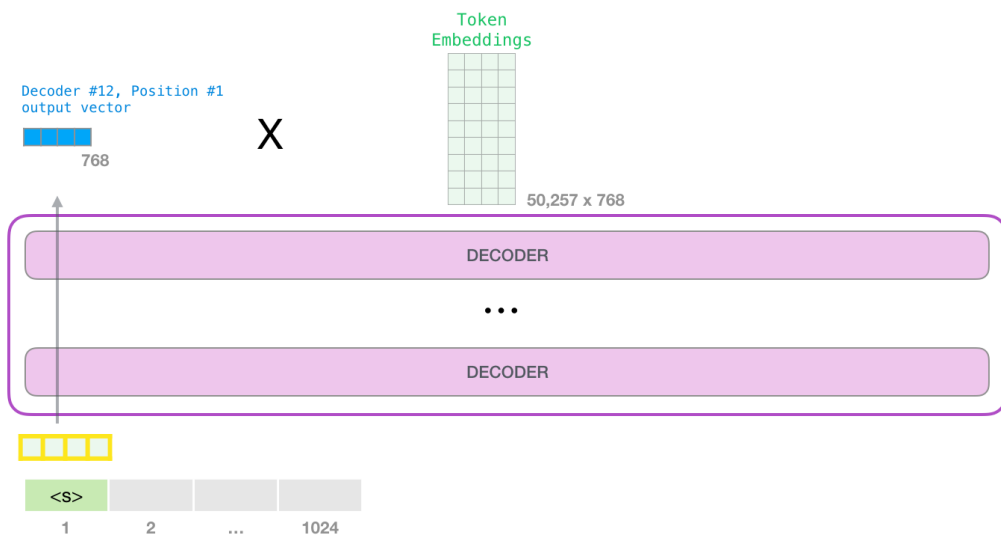 Token
Embeddings
Decoder #12, Position #1
output vector
X
768
50,257 x 768
DECODER
...
DECODER
<s>
1 2 ... 1024